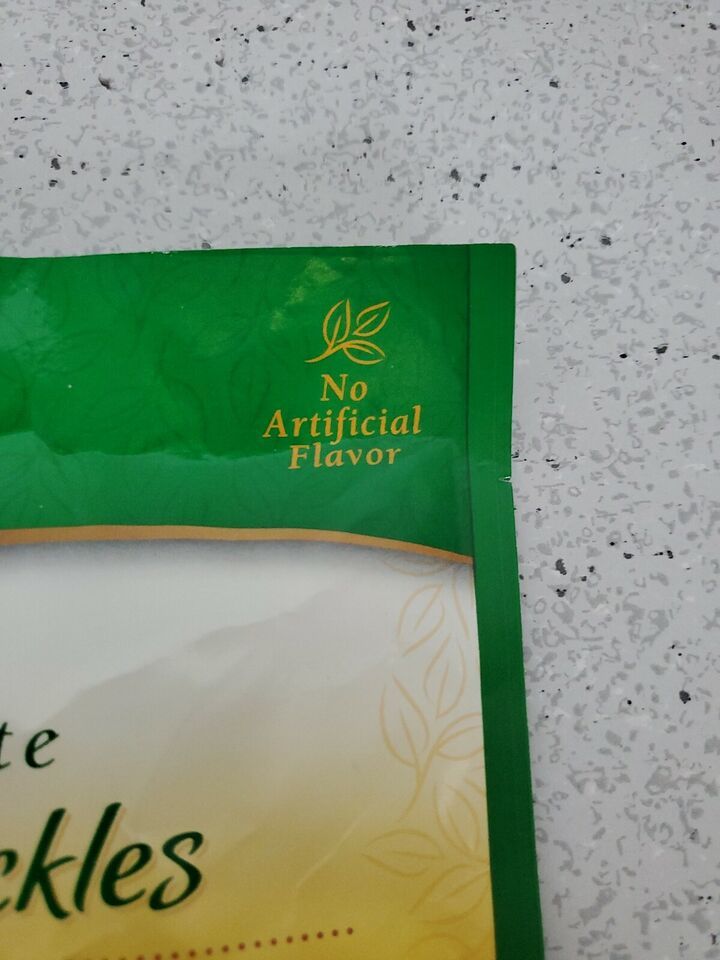 No
Artificial
Flavor
te
ckles